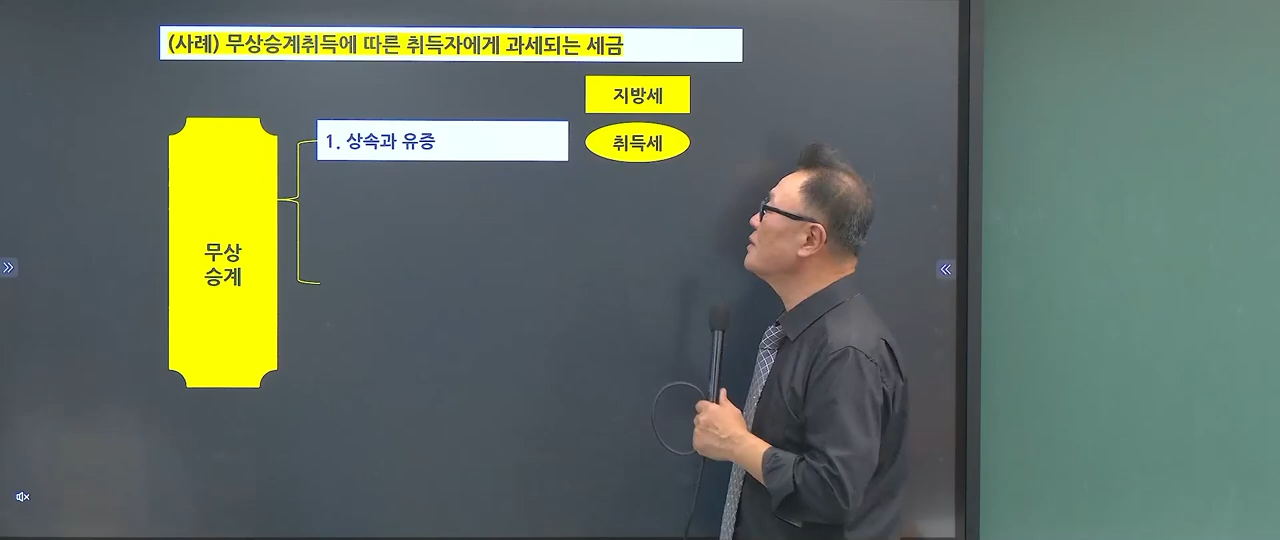 (사례) 무상승계취득에 따른 취득자에게 과세되는 세금
지방세
1. 상속과 유증
취득세
무상
승계